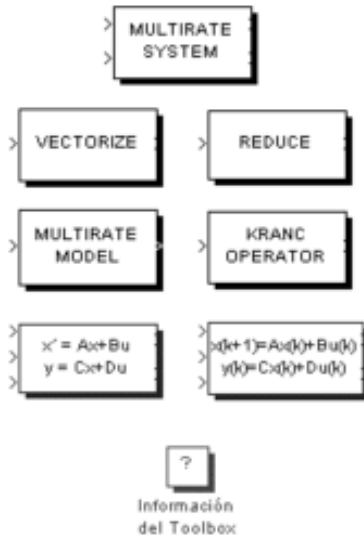 MULTIRATE
SYSTEM
VECTORIZE
REDUCE
MULTIRATE
MODEL
KRANC
OPERATOR
x' = Ax+Bu
y = Cx+Du
x(k+1)=Ax(k)+Bu(k)
y(k)=Cx(k)+Du(k)
?
Información
del Toolbox